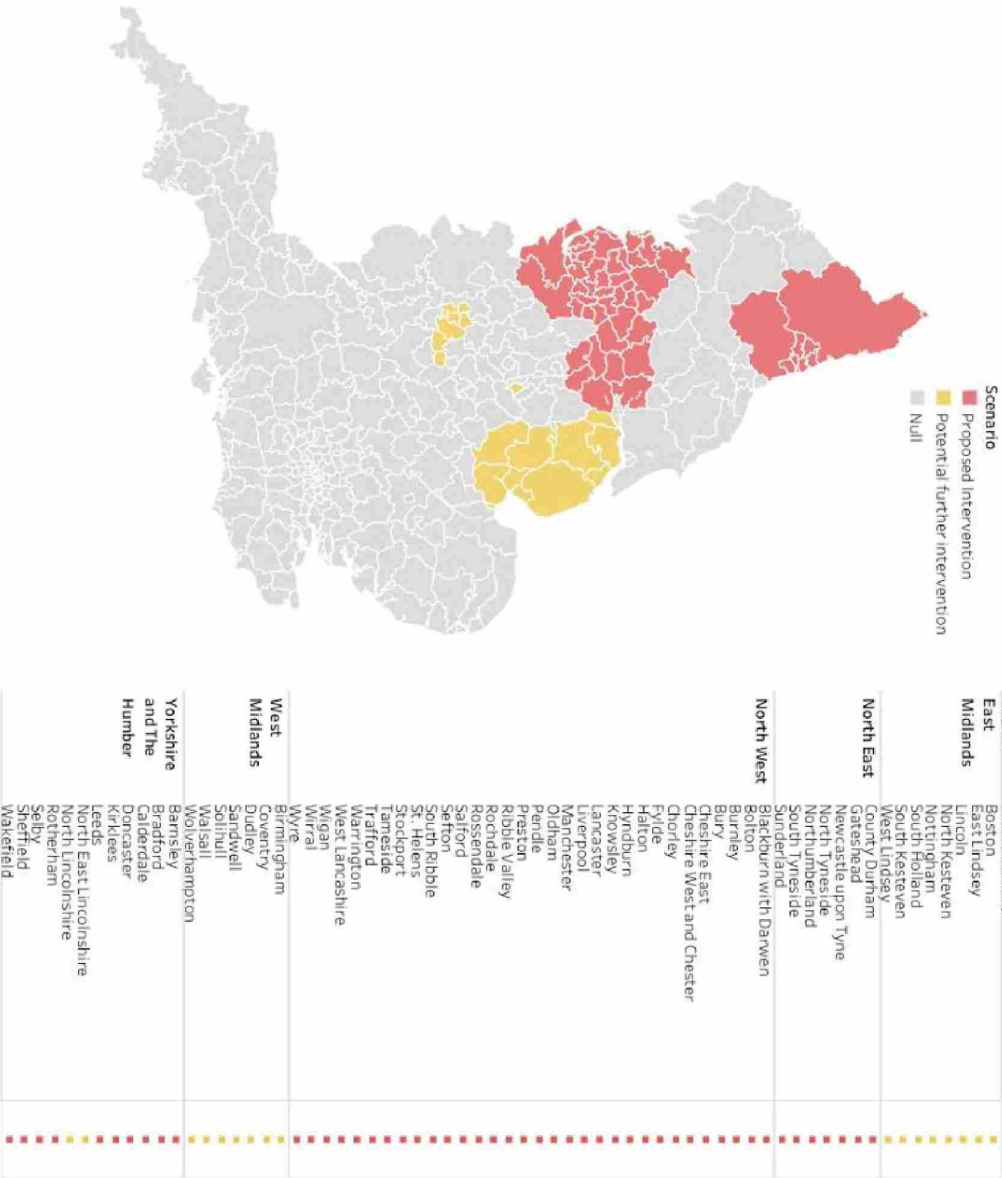 Scenario
Proposed Intervention
Potential further intervention
Null
East
Midlands
Boston
East Lindsey
Lincoln
North Kesteven
Nottingham
South Holland
South Kesteven
West Lindsey
North East
County Durham
Gateshead
Newcastle upon Tyne
North Tyneside
Northumberland
South Tyneside
Sunderland
North West
Blackburn with Darwen
Bolton
Burnley
Bury
Cheshire East
Cheshire West and Chester
Chorley
Fylde
Halton
Hyndburn
Knowsley
Lancaster
Liverpool
Manchester
Oldham
Pendle
Preston
Ribble Valley
Rochdale
Rossendale
Salford
Sefton
South Ribble
St. Helens
Stockport
Tameside
Trafford
Warrington
West Lancashire
Wigan
Wirral
Wyre
West
Midlands
Birmingham
Coventry
Dudley
Sandwell
Solihull
Walsall
Wolverhampton
Yorkshire
and The
Humber
Barnsley
Bradford
Calderdale
Doncaster
Kirklees
Leeds
North East Lincolnshire
North Lincolnshire
Rotherham
Selby
Sheffield
Wakefield